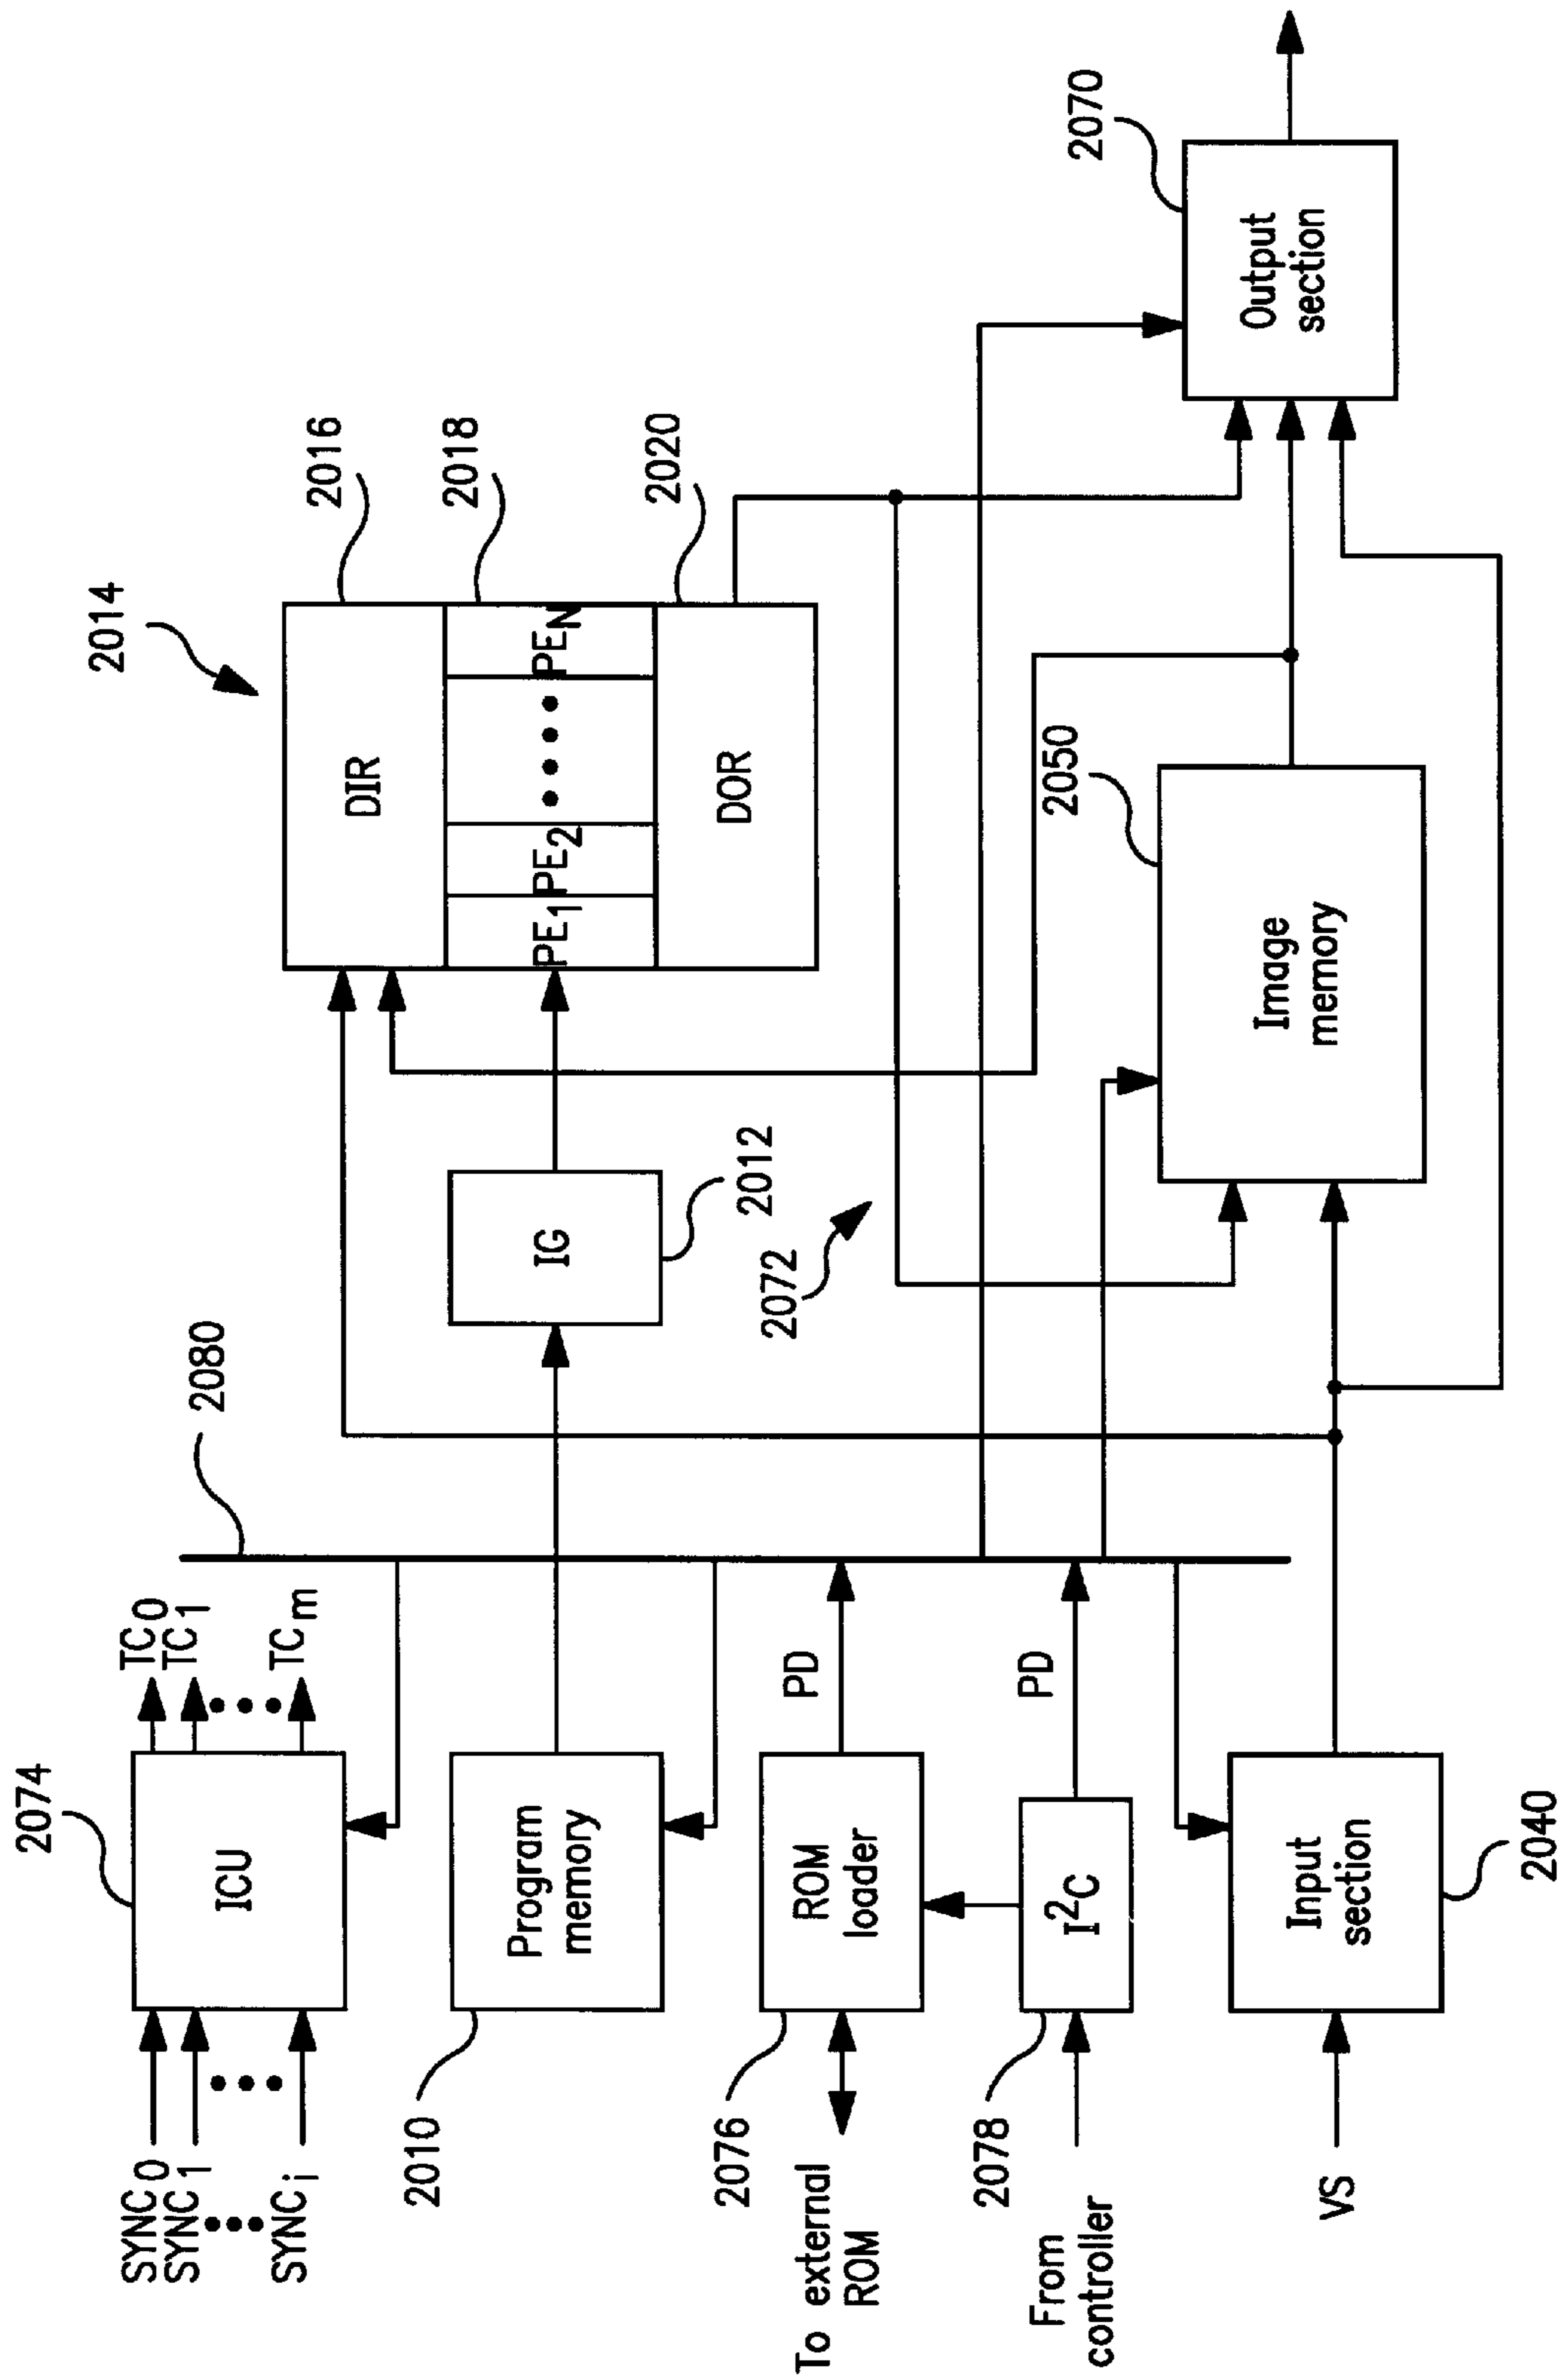 2074
SYNC0
SYNC1
SYNCi
ICU
TC0
TC1
TCm
2080
2014
2016
2018
2020
DIR
PE1
PE2
PEN
DOR
2010
Program
memory
IG
2012
2072
2076
To external
ROM
ROM
loader
PD
2078
From
controller
I2C
PD
VS
Input
section
2040
2050
Image
memory
2070
Output
section